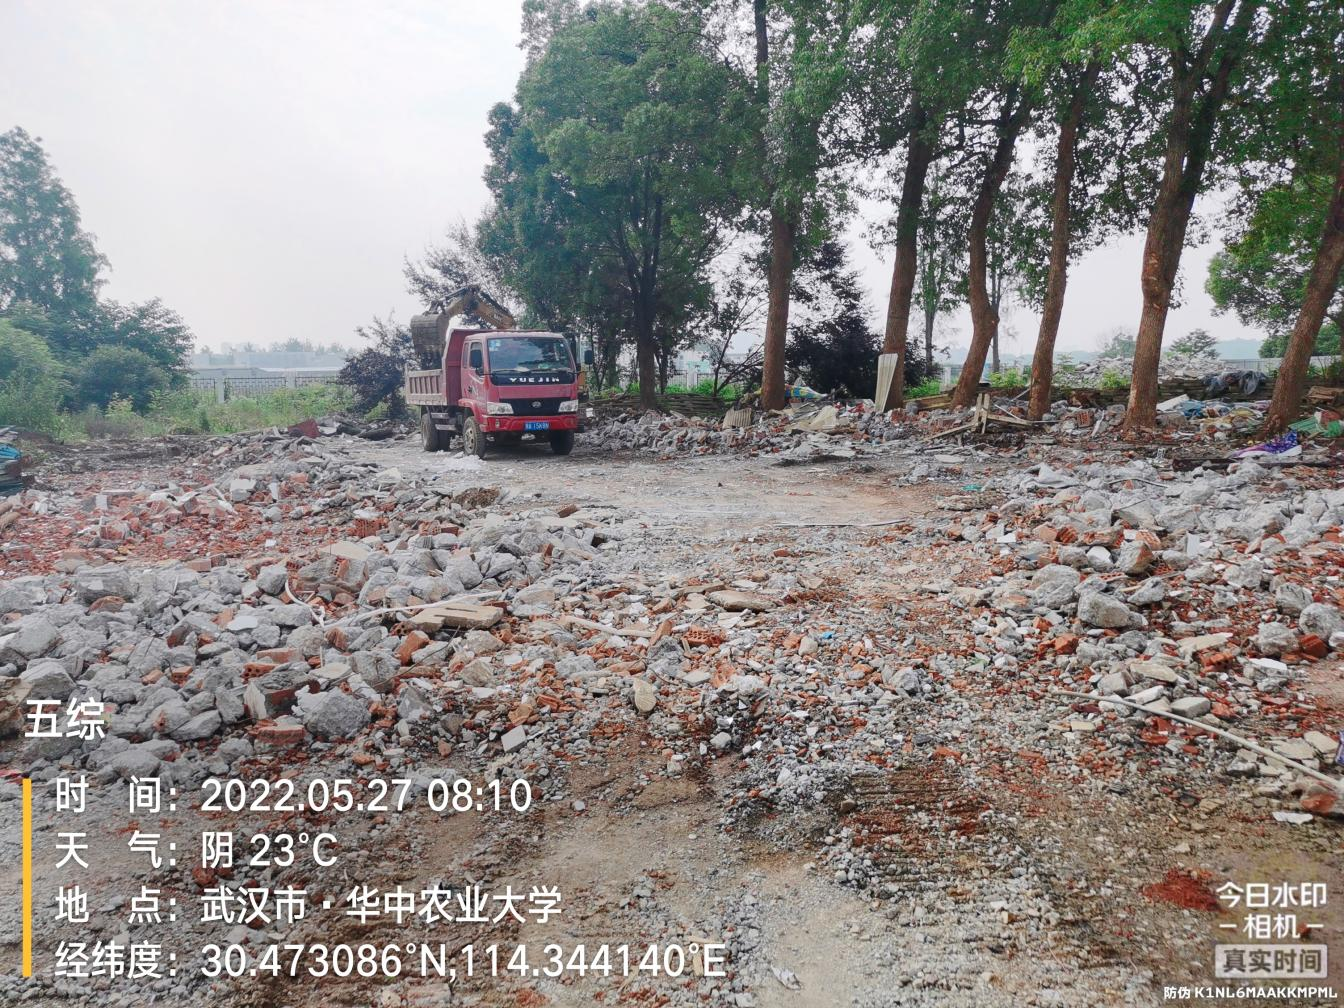 YUEJIN
五综
时 间: 2022.05.27 08:10
天 气: 阴 23°C
地 点: 武汉市·华中农业大学
经纬度: 30.473086°N,114.344140°E
今日水印
-相机-
真实时间
防伪 K1NL6MAAKKMPML